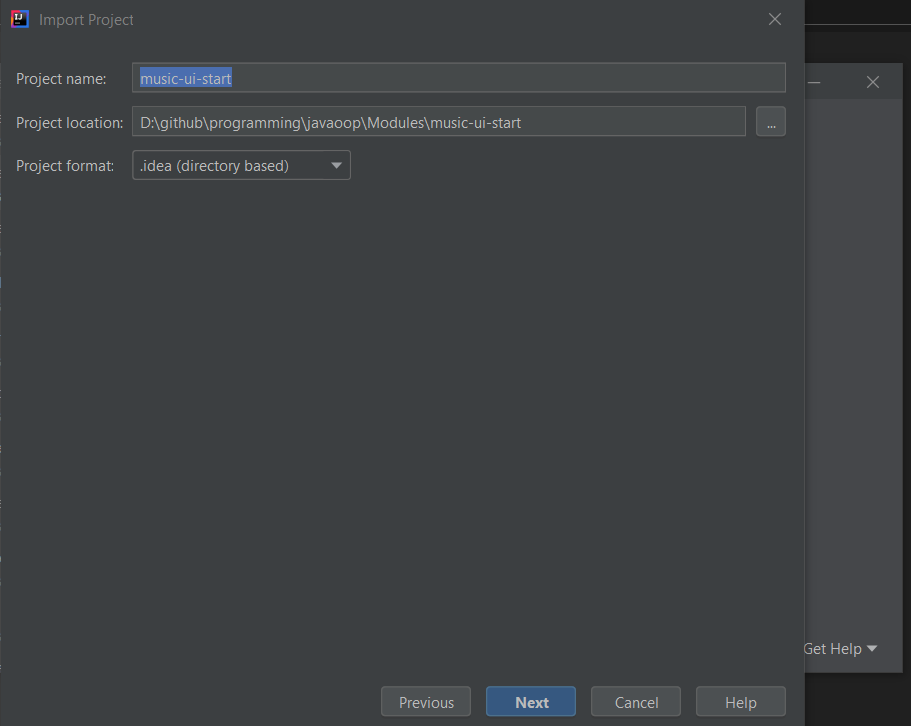 Import Project
Project name: music-ui-start
Project location: D:\github\programming\javaoop\Modules\music-ui-start ...
Project format: .idea (directory based)
Get Help
Previous Next Cancel Help